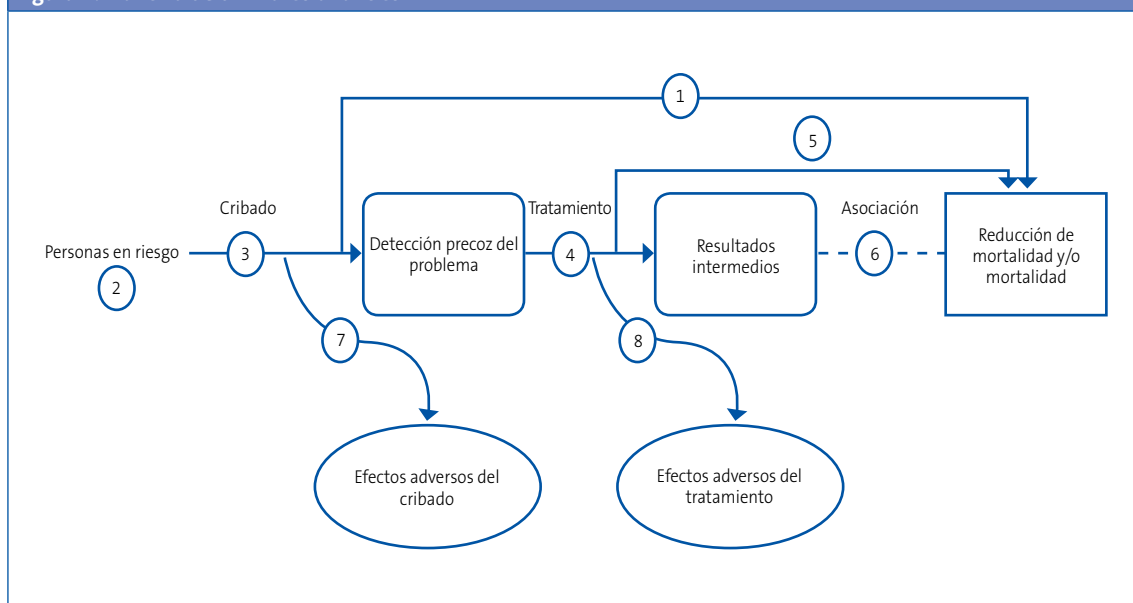 1
5
Cribado
Tratamiento
Asociación
Personas en riesgo
2
3
Detección precoz del
problema
4
Resultados
intermedios
6
Reducción de
mortalidad y/o
mortalidad
7
8
Efectos adversos del
cribado
Efectos adversos del
tratamiento